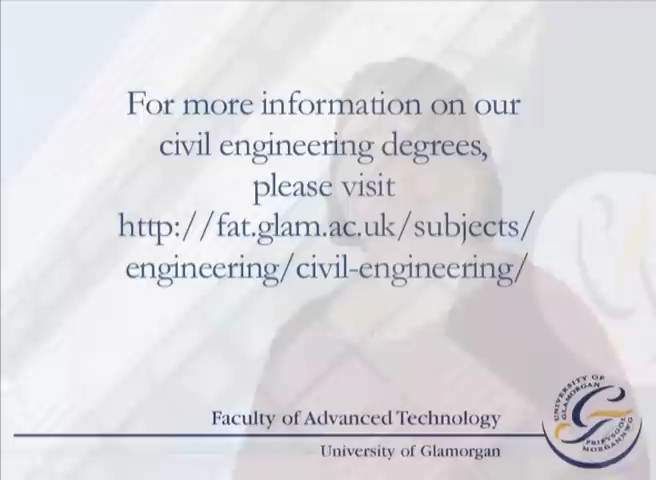 For more information on our
civil engineering degrees,
please visit
http://fat.glam.ac.uk/subjects/
engineering/civil-engineering/
Faculty of Advanced Technology
University of Glamorgan
UNIVERSITY OF
GLAMORGAN
PRIFYSGOL
MORGANNWG